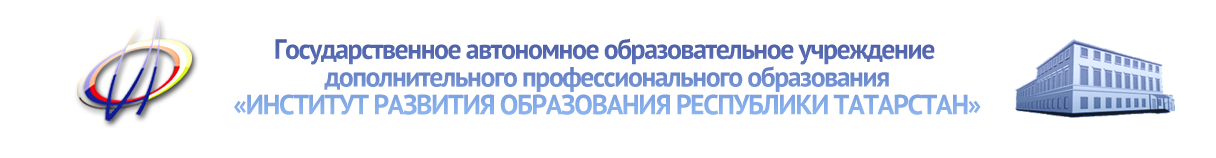 Государственное автономное образовательное учреждение
дополнительного профессионального образования
«ИНСТИТУТ РАЗВИТИЯ ОБРАЗОВАНИЯ РЕСПУБЛИКИ ТАТАРСТАН»